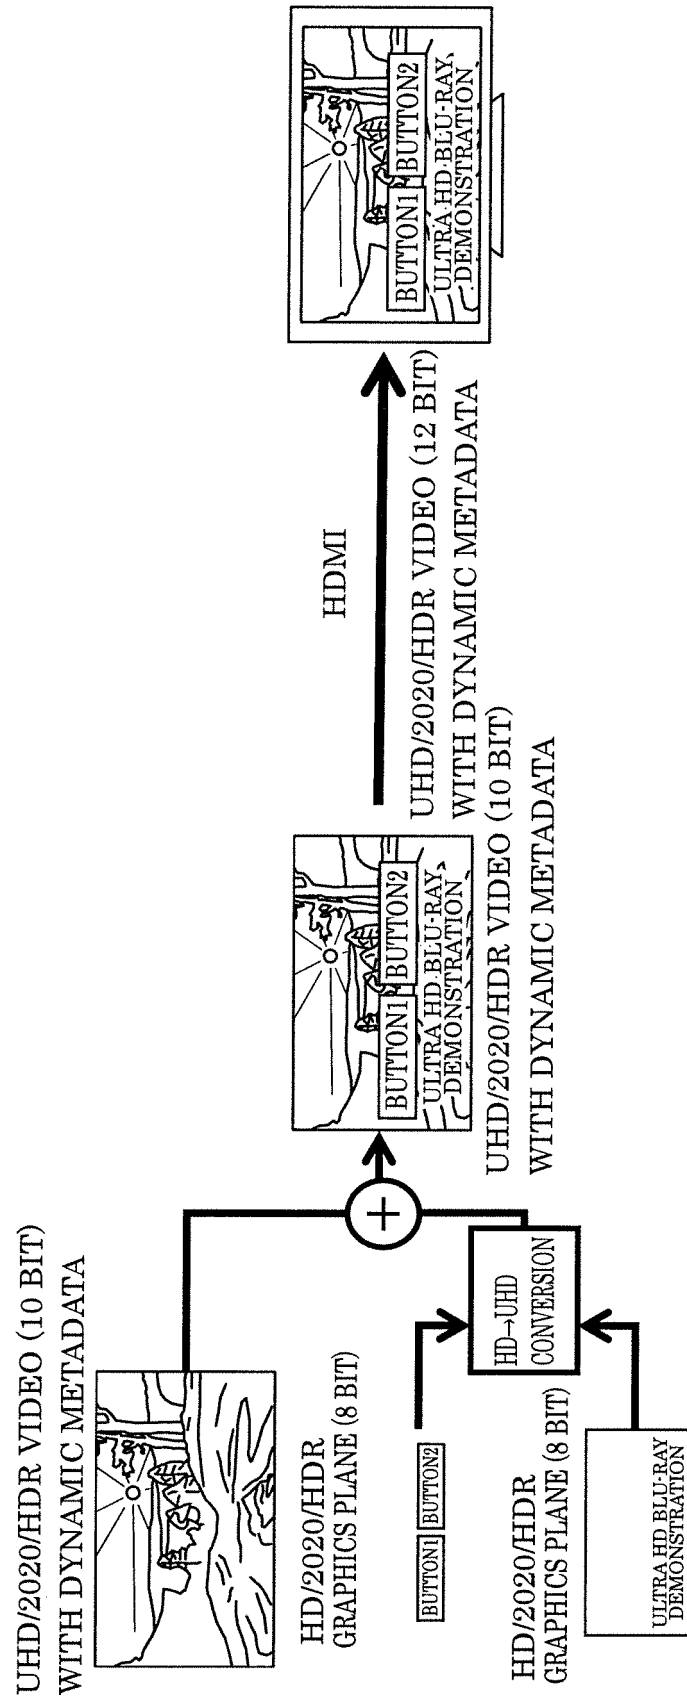 UHD/2020/HDR VIDEO (10 BIT)
WITH DYNAMIC METADATA
HD/2020/HDR
GRAPHICS PLANE (8 BIT)
BUTTON1 BUTTON2
HD/2020/HDR
GRAPHICS PLANE (8 BIT)
ULTRA HD BLU-RAY
DEMONSTRATION
HD→UHD
CONVERSION
+
BUTTON1 BUTTON2
ULTRA HD BLU-RAY
DEMONSTRATION
UHD/2020/HDR VIDEO (10 BIT)
WITH DYNAMIC METADATA
HDMI
UHD/2020/HDR VIDEO (12 BIT)
WITH DYNAMIC METADATA
BUTTON1 BUTTON2
ULTRA HD BLU-RAY
DEMONSTRATION